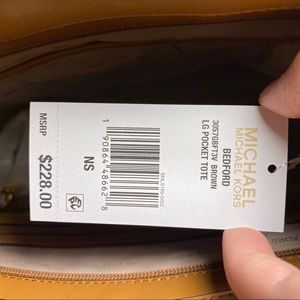 MICHAEL
MICHAEL KORS
BEDFORD
30S7GBFT3V BROWN
LG POCKET TOTE
1 90864 48662 8
NS
MSRP
$228.00